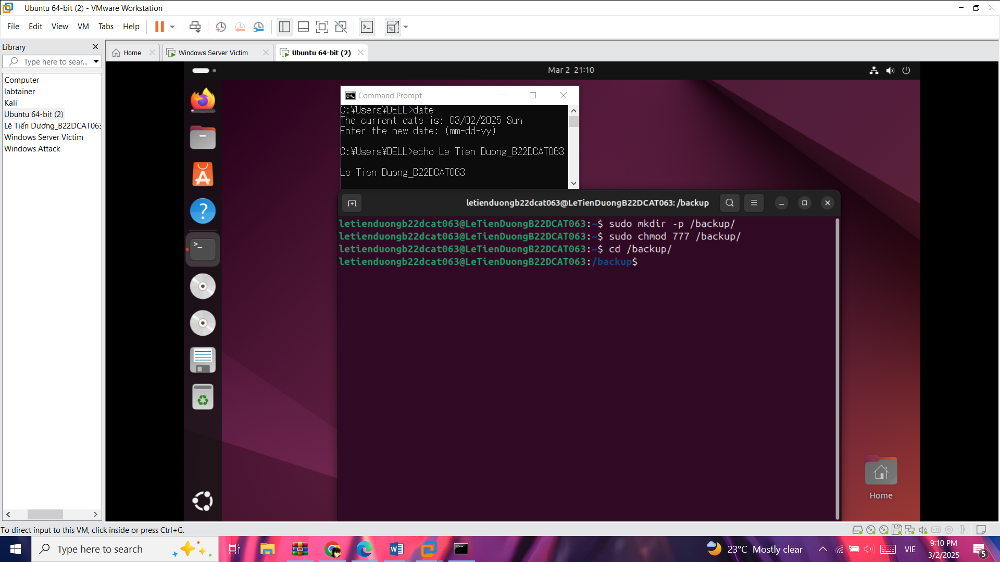 Ubuntu 64-bit (2) - VMware Workstation
File Edit View VM Tabs Help
Library
Type here to sear...
Computer
labtainer
Kali
Ubuntu 64-bit (2)
Lê Tiến Dương_B22DCAT063
Windows Server Victim
Windows Attack
Home
Windows Server Victim
Ubuntu 64-bit (2)
Mar 2 21:10
Command Prompt
C:¥Users¥DELL>date
The current date is: 03/02/2025 Sun
Enter the new date: (mm-dd-yy)
C:¥Users¥DELL>echo Le Tien Duong_B22DCAT063
Le Tien Duong_B22DCAT063
letienduongb22dcat063@LeTienDuongB22DCAT063: /backup
letienduongb22dcat063@LeTienDuongB22DCAT063:~$ sudo mkdir -p /backup/
letienduongb22dcat063@LeTienDuongB22DCAT063:~$ sudo chmod 777 /backup/
letienduongb22dcat063@LeTienDuongB22DCAT063:~$ cd /backup/
letienduongb22dcat063@LeTienDuongB22DCAT063:/backup$
Home
To direct input to this VM, click inside or press Ctrl+G.
Type here to search
23°C Mostly clear
VIE
9:10 PM
3/2/2025
5